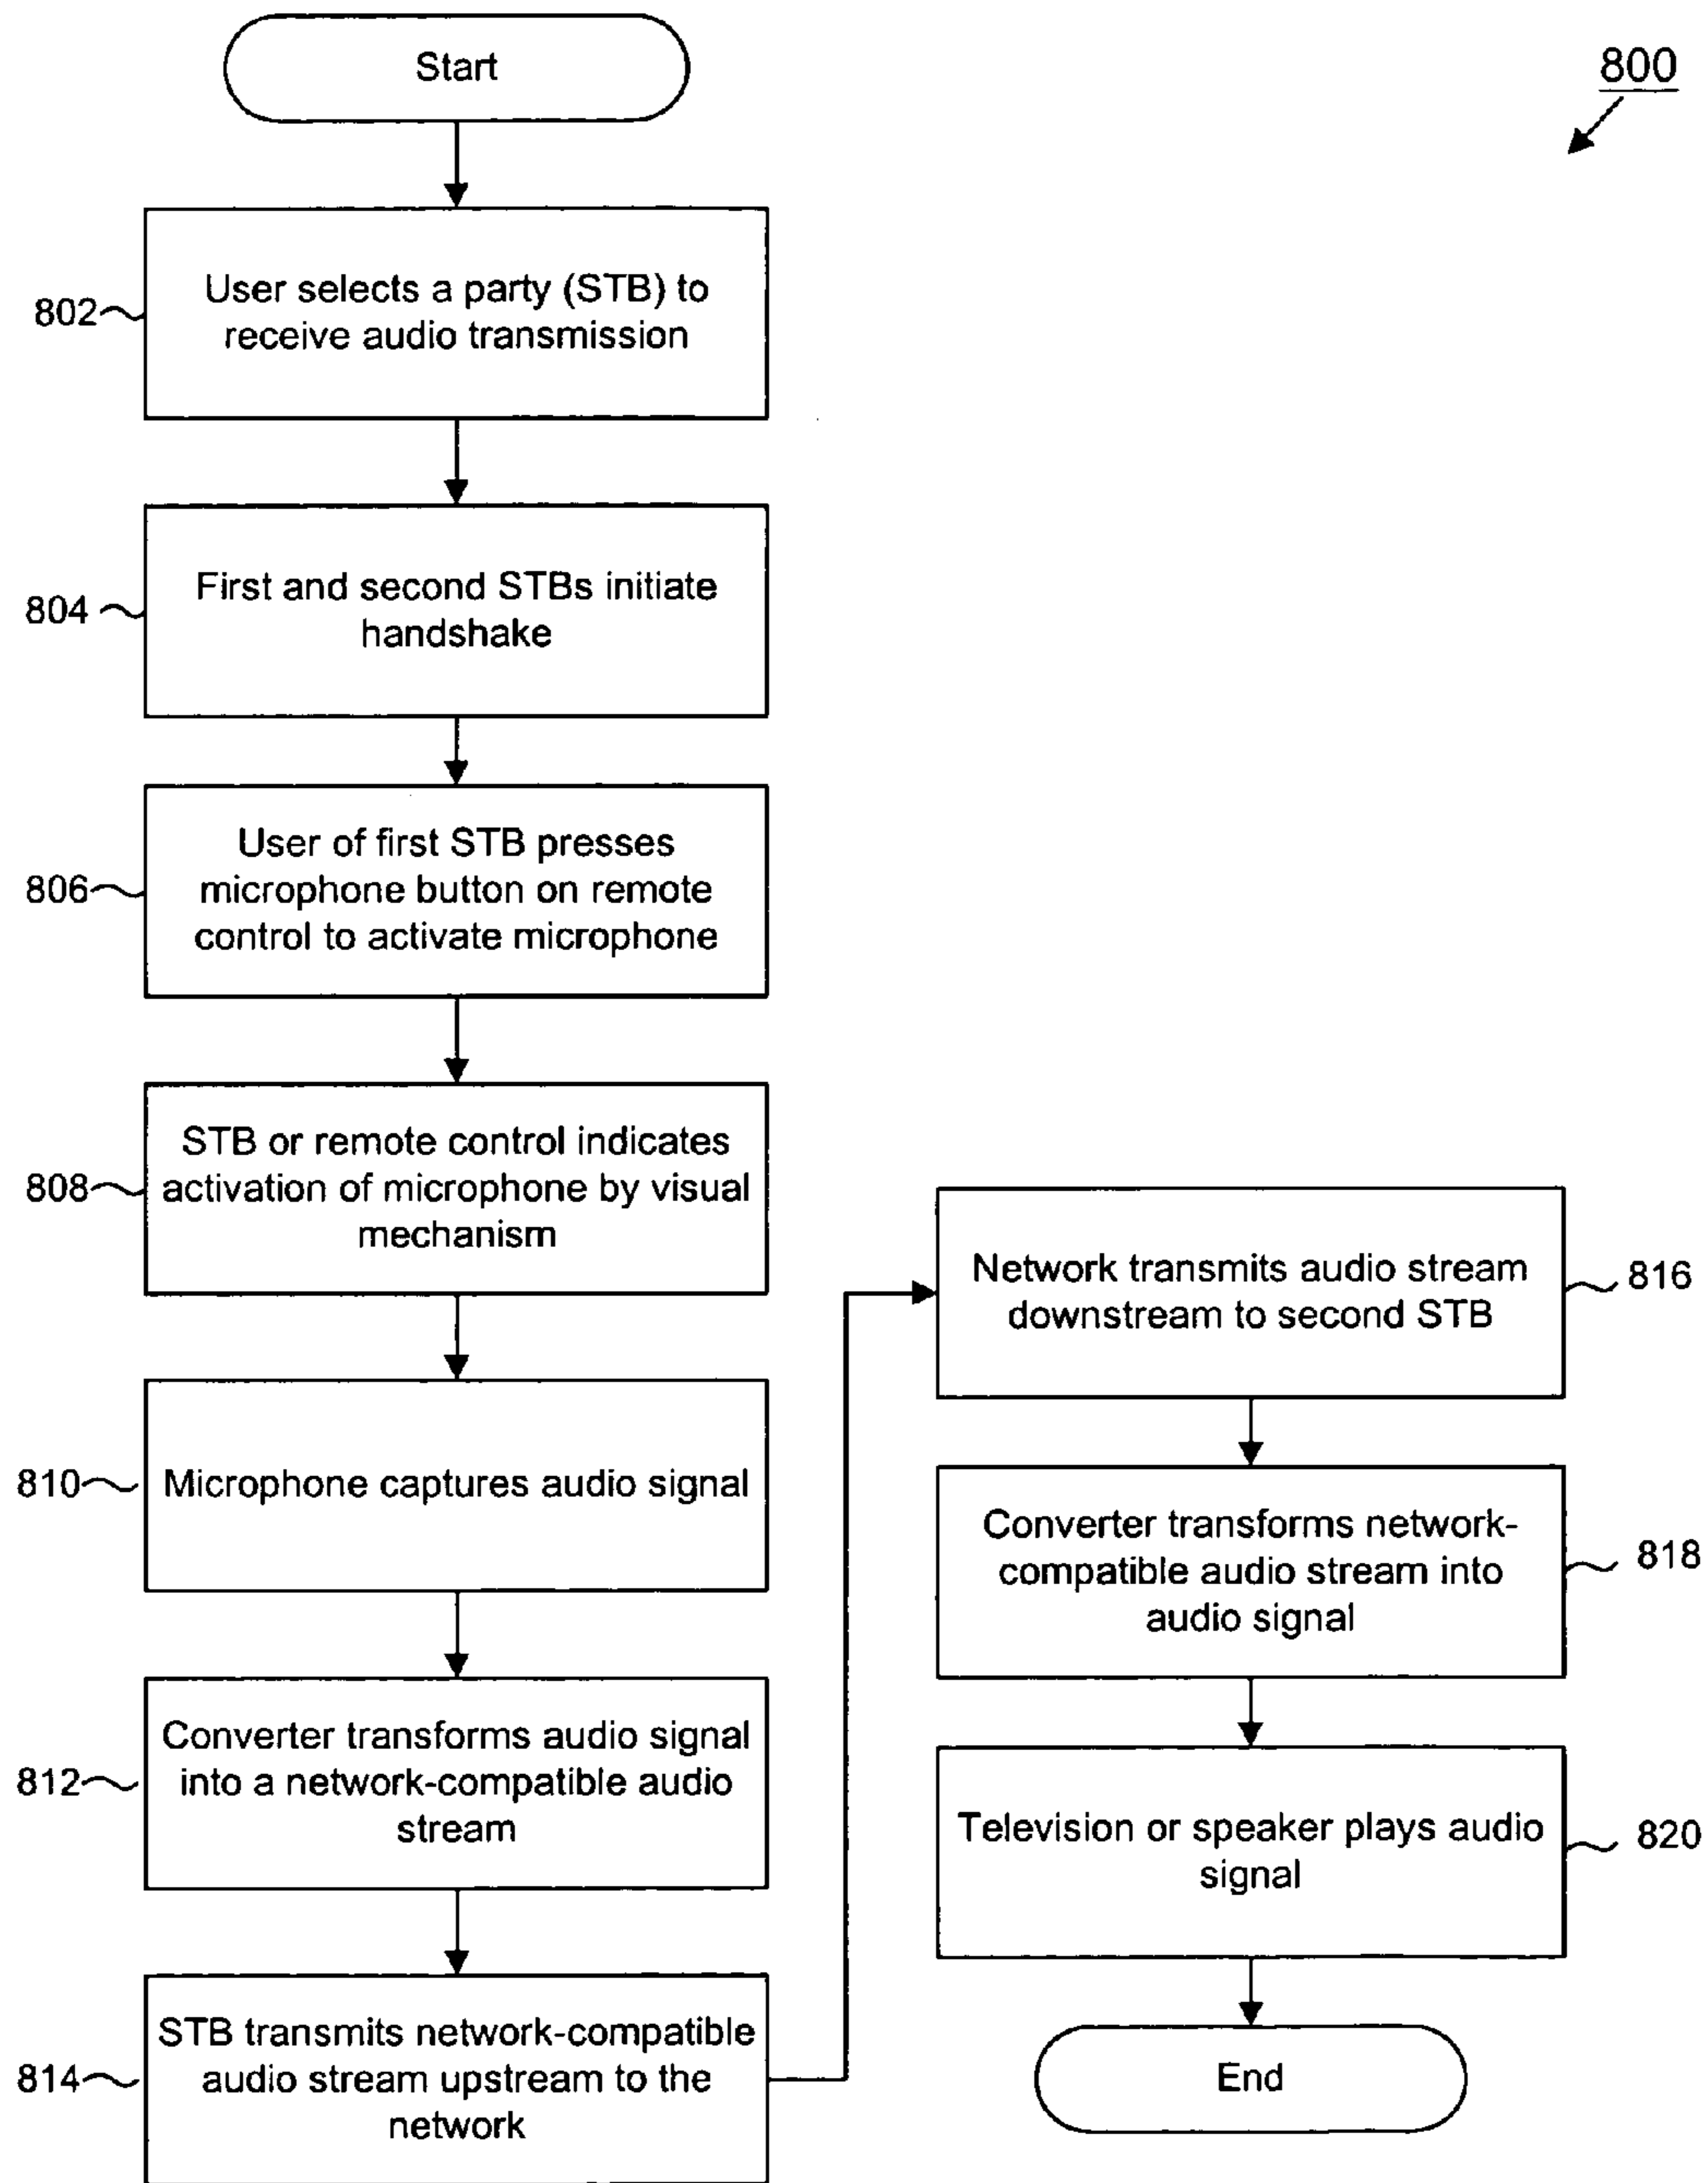 Start
800
802
User selects a party (STB) to
receive audio transmission
804
First and second STBs initiate
handshake
806
User of first STB presses
microphone button on remote
control to activate microphone
808
STB or remote control indicates
activation of microphone by visual
mechanism
810
Microphone captures audio signal
812
Converter transforms audio signal
into a network-compatible audio
stream
814
STB transmits network-compatible
audio stream upstream to the
network
Network transmits audio stream
downstream to second STB
816
Converter transforms network-
compatible audio stream into
audio signal
818
Television or speaker plays audio
signal
820
End